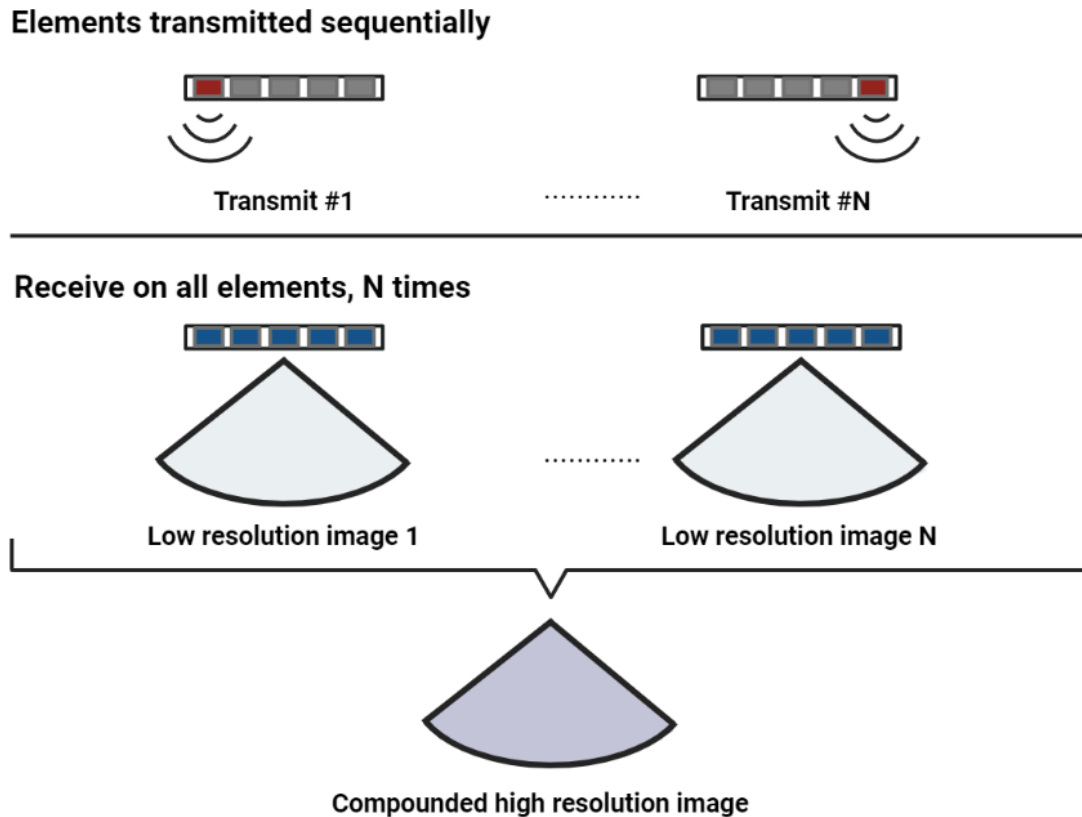 Elements transmitted sequentially
Transmit #1 ............ Transmit #N
Receive on all elements, N times
............
Low resolution image 1 Low resolution image N
Compounded high resolution image